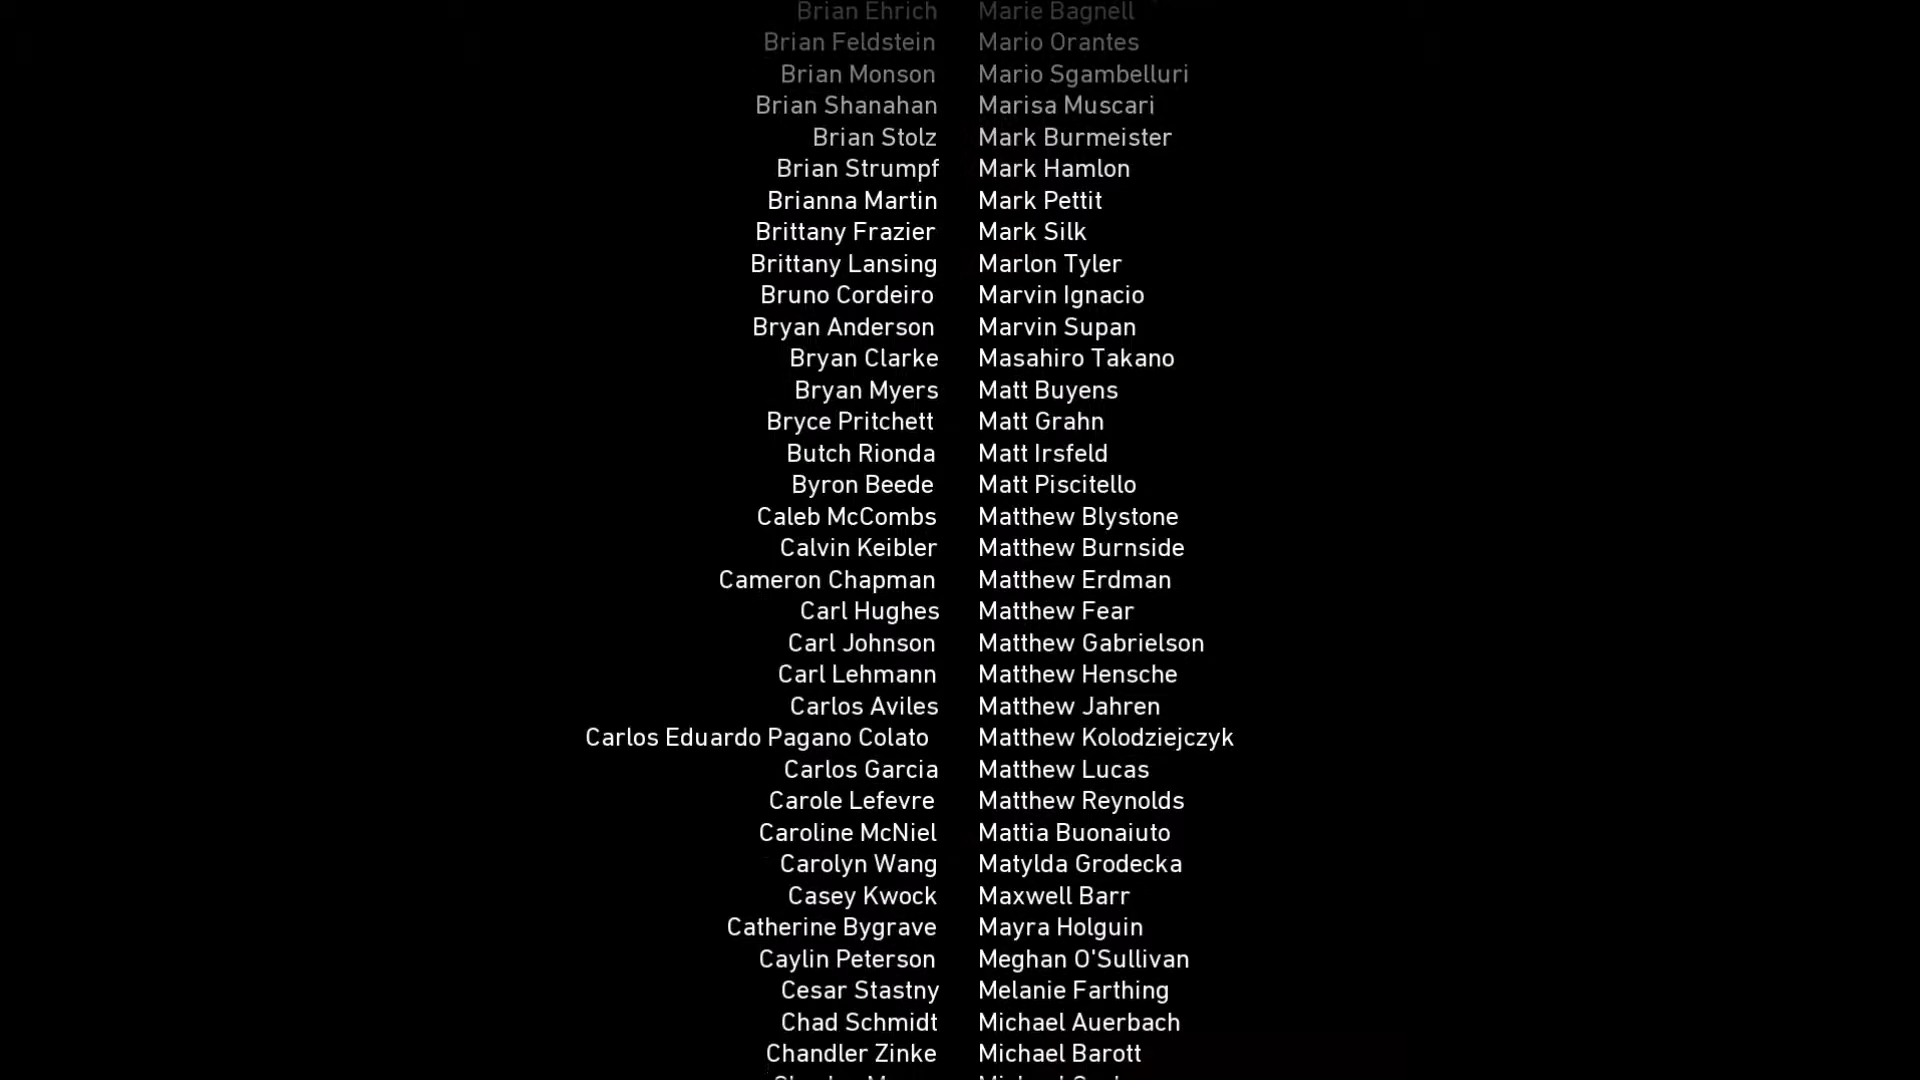 Brian Ehrich Marie Bagnell
Brian Feldstein Mario Orantes
Brian Monson Mario Sgambelluri
Brian Shanahan Marisa Muscari
Brian Stolz Mark Burmeister
Brian Strumpf Mark Hamlon
Brianna Martin Mark Pettit
Brittany Frazier Mark Silk
Brittany Lansing Marlon Tyler
Bruno Cordeiro Marvin Ignacio
Bryan Anderson Marvin Supan
Bryan Clarke Masahiro Takano
Bryan Myers Matt Buyens
Bryce Pritchett Matt Grahn
Butch Rionda Matt Irsfeld
Byron Beede Matt Piscitello
Caleb McCombs Matthew Blystone
Calvin Keibler Matthew Burnside
Cameron Chapman Matthew Erdman
Carl Hughes Matthew Fear
Carl Johnson Matthew Gabrielson
Carl Lehmann Matthew Hensche
Carlos Aviles Matthew Jahren
Carlos Eduardo Pagano Colato Matthew Kolodziejczyk
Carlos Garcia Matthew Lucas
Carole Lefevre Matthew Reynolds
Caroline McNiel Mattia Buonaiuto
Carolyn Wang Matylda Grodecka
Casey Kwock Maxwell Barr
Catherine Bygrave Mayra Holguin
Caylin Peterson Meghan O'Sullivan
Cesar Stastny Melanie Farthing
Chad Schmidt Michael Auerbach
Chandler Zinke Michael Barott